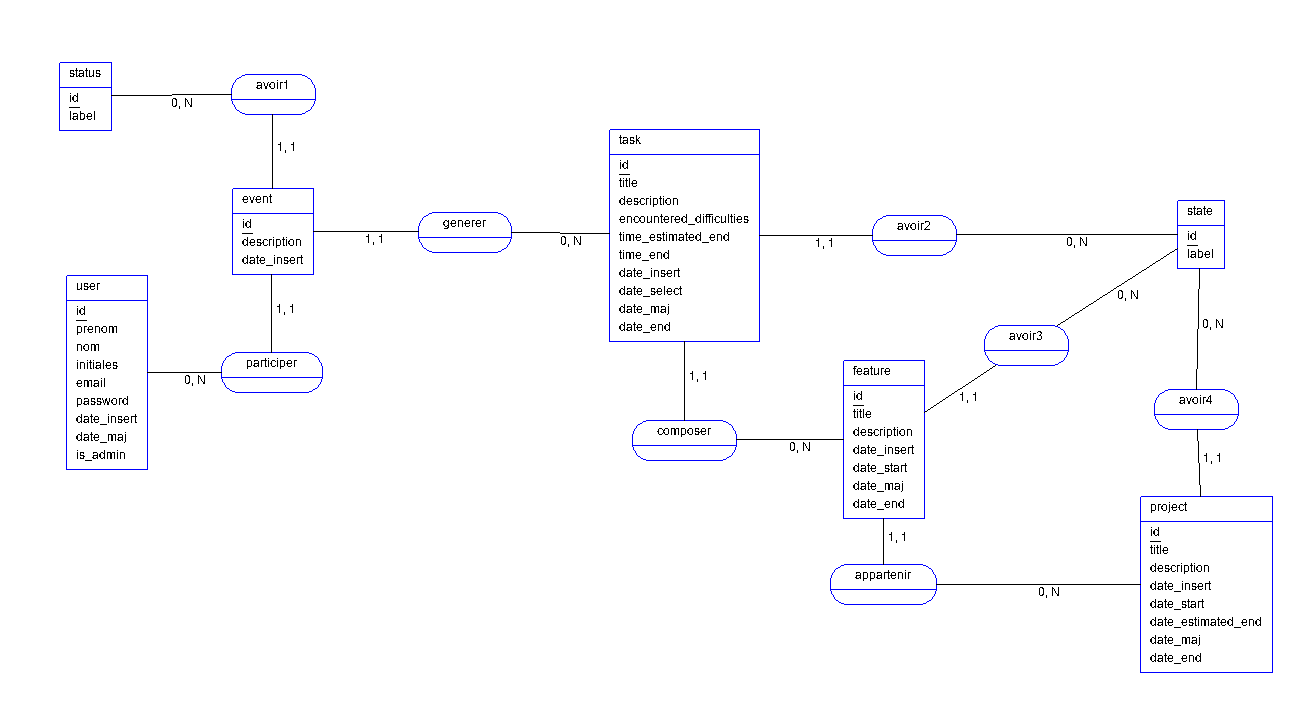 status
id
label
0, N
avoir1
1, 1
event
id
description
date_insert
1, 1
generer
0, N
1, 1
participer
0, N
user
id
prenom
nom
initiales
email
password
date_insert
date_maj
is_admin
task
id
title
description
encountered_difficulties
time_estimated_end
time_end
date_insert
date_select
date_maj
date_end
1, 1
avoir2
0, N
state
id
label
0, N
avoir3
1, 1
0, N
avoir4
1, 1
1, 1
composer
0, N
feature
id
title
description
date_insert
date_start
date_maj
date_end
1, 1
appartenir
0, N
project
id
title
description
date_insert
date_start
date_estimated_end
date_maj
date_end